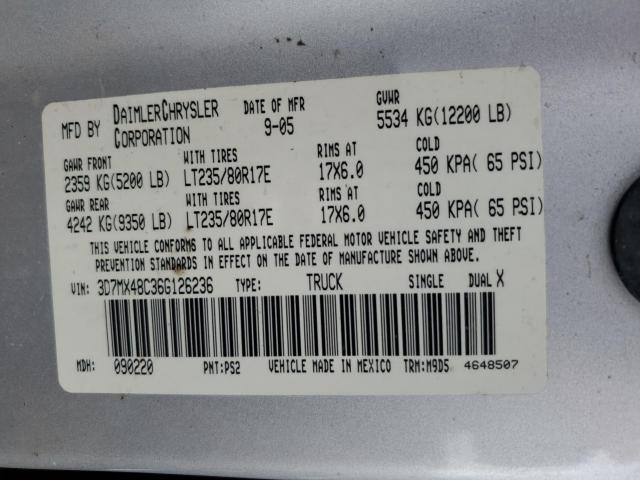 MFD BY DAIMLERCHRYSLER CORPORATION DATE OF MFR 9-05 GVWR 5534 KG(12200 LB)
GAWR FRONT WITH TIRES RIMS AT COLD
2359 KG(5200 LB) LT235/80R17E 17X6.0 450 KPA( 65 PSI)
GAWR REAR WITH TIRES RIMS AT COLD
4242 KG(9350 LB) LT235/80R17E 17X6.0 450 KPA( 65 PSI)
THIS VEHICLE CONFORMS TO ALL APPLICABLE FEDERAL MOTOR VEHICLE SAFETY AND THEFT
PREVENTION STANDARDS IN EFFECT ON THE DATE OF MANUFACTURE SHOWN ABOVE.
VIN: 3D7MX48C36G126236 TYPE: TRUCK SINGLE DUAL X
MDH: 090220 PNT:PS2 VEHICLE MADE IN MEXICO TRM:M9D5 4648507